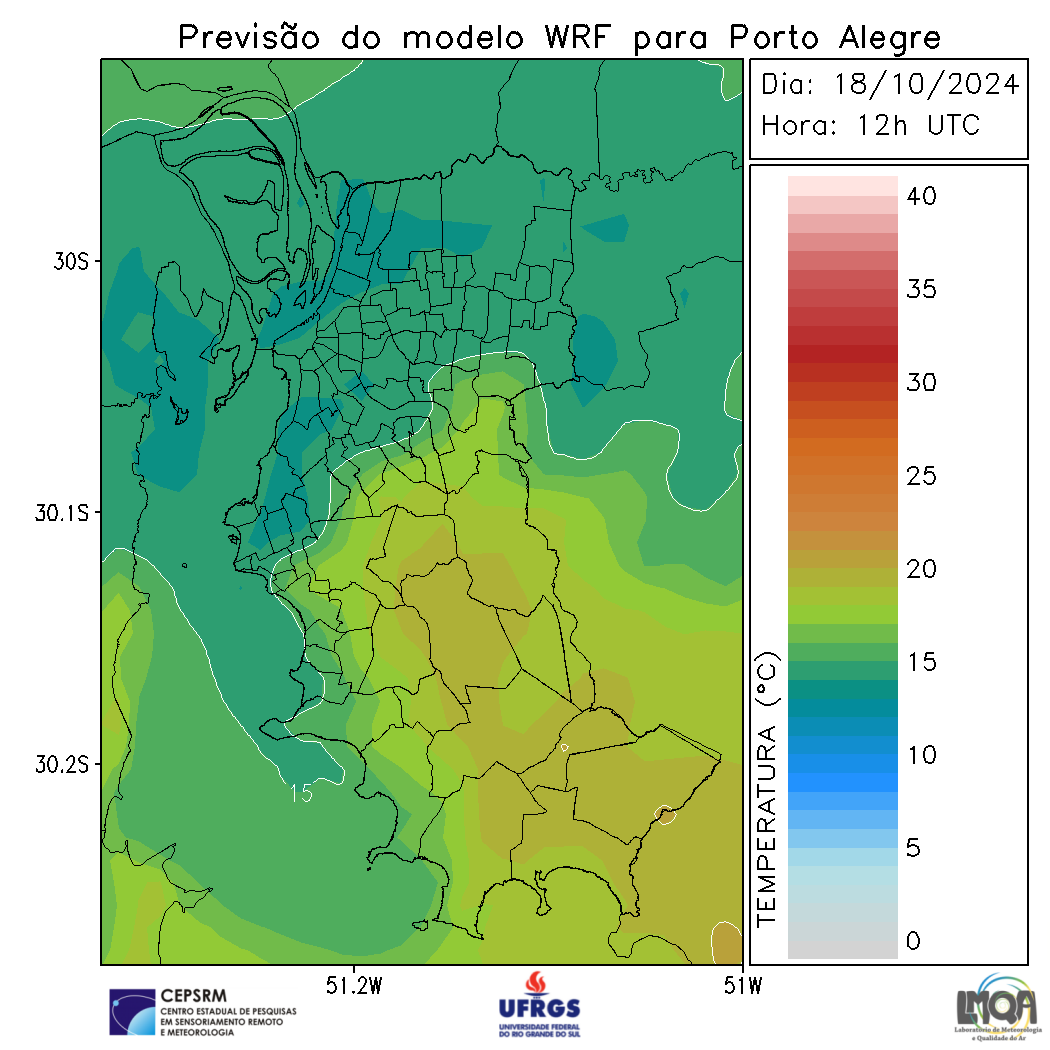 Previsão do modelo WRF para Porto Alegre
Dia: 18/10/2024
Hora: 12h UTC
40
35
30
25
20
15
10
5
0
TEMPERATURA (°C)
30S
30.1S
30.2S
15
51.2W
51W
CEPSRM
CENTRO ESTADUAL DE PESQUISAS
EM SENSORIAMENTO REMOTO
E METEOROLOGIA
UFRGS
UNIVERSIDADE FEDERAL
DO RIO GRANDE DO SUL
LMQA
Laboratório de Meteorologia
e Qualidade do Ar